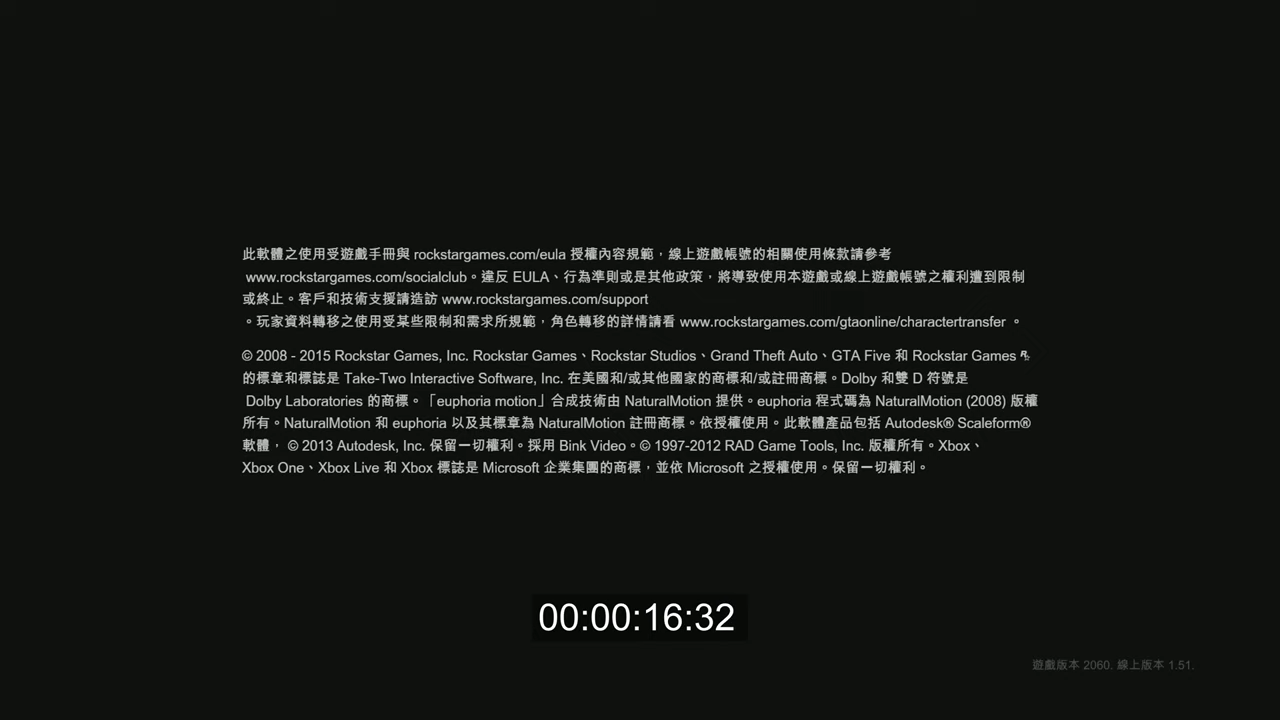 此軟體之使用受遊戲手冊與 rockstargames.com/eula 授權內容規範，線上遊戲帳號的相關使用條款請參考
www.rockstargames.com/socialclub。違反 EULA、行為準則或是其他政策，將導致使用本遊戲或線上遊戲帳號之權利遭到限制
或終止。客戶和技術支援請造訪 www.rockstargames.com/support
。玩家資料轉移之使用受某些限制和需求所規範，角色轉移的詳情請看 www.rockstargames.com/gtaonline/charactertransfer 。
© 2008 - 2015 Rockstar Games, Inc. Rockstar Games、Rockstar Studios、Grand Theft Auto、GTA Five 和 Rockstar Games R*
的標章和標誌是 Take-Two Interactive Software, Inc. 在美國和/或其他國家的商標和/或註冊商標。Dolby 和雙 D 符號是
Dolby Laboratories 的商標。「euphoria motion」合成技術由 NaturalMotion 提供。euphoria 程式碼為 NaturalMotion (2008) 版權
所有。NaturalMotion 和 euphoria 以及其標章為 NaturalMotion 註冊商標。依授權使用。此軟體產品包括 Autodesk® Scaleform®
軟體， © 2013 Autodesk, Inc. 保留一切權利。採用 Bink Video。© 1997-2012 RAD Game Tools, Inc. 版權所有。Xbox、
Xbox One、Xbox Live 和 Xbox 標誌是 Microsoft 企業集團的商標，並依 Microsoft 之授權使用。保留一切權利。
00:00:16:32
遊戲版本 2060. 線上版本 1.51.